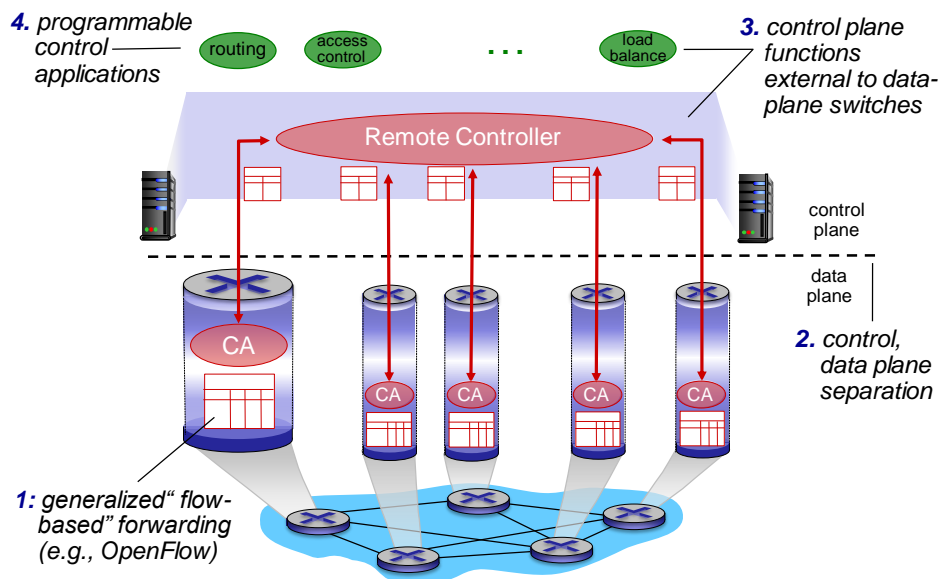 4. programmable
control
applications
routing
access
control
...
load
balance
3. control plane
functions
external to data-
plane switches
Remote Controller
control
plane
data
plane
CA
CA
CA
CA
CA
2. control,
data plane
separation
1: generalized“ flow-
based” forwarding
(e.g., OpenFlow)